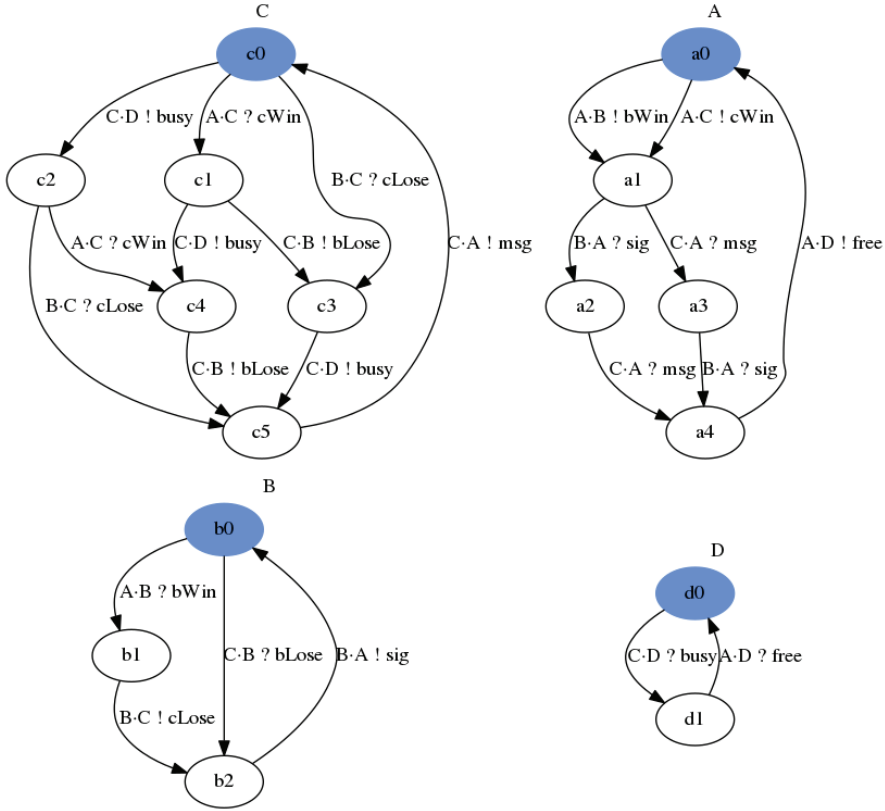 C
A
c0
a0
C·D ! busy
A·C ? cWin
A·B ! bWin
A·C ! cWin
c2
c1
B·C ? cLose
a1
A·C ? cWin
C·D ! busy
C·B ! bLose
C·A ! msg
B·A ? sig
C·A ? msg
A·D ! free
B·C ? cLose
c4
c3
a2
a3
C·B ! bLose
C·D ! busy
C·A ? msg
B·A ? sig
c5
a4
B
b0
D
d0
A·B ? bWin
b1
C·B ? bLose
B·A ! sig
C·D ? busy
A·D ? free
B·C ! cLose
d1
b2